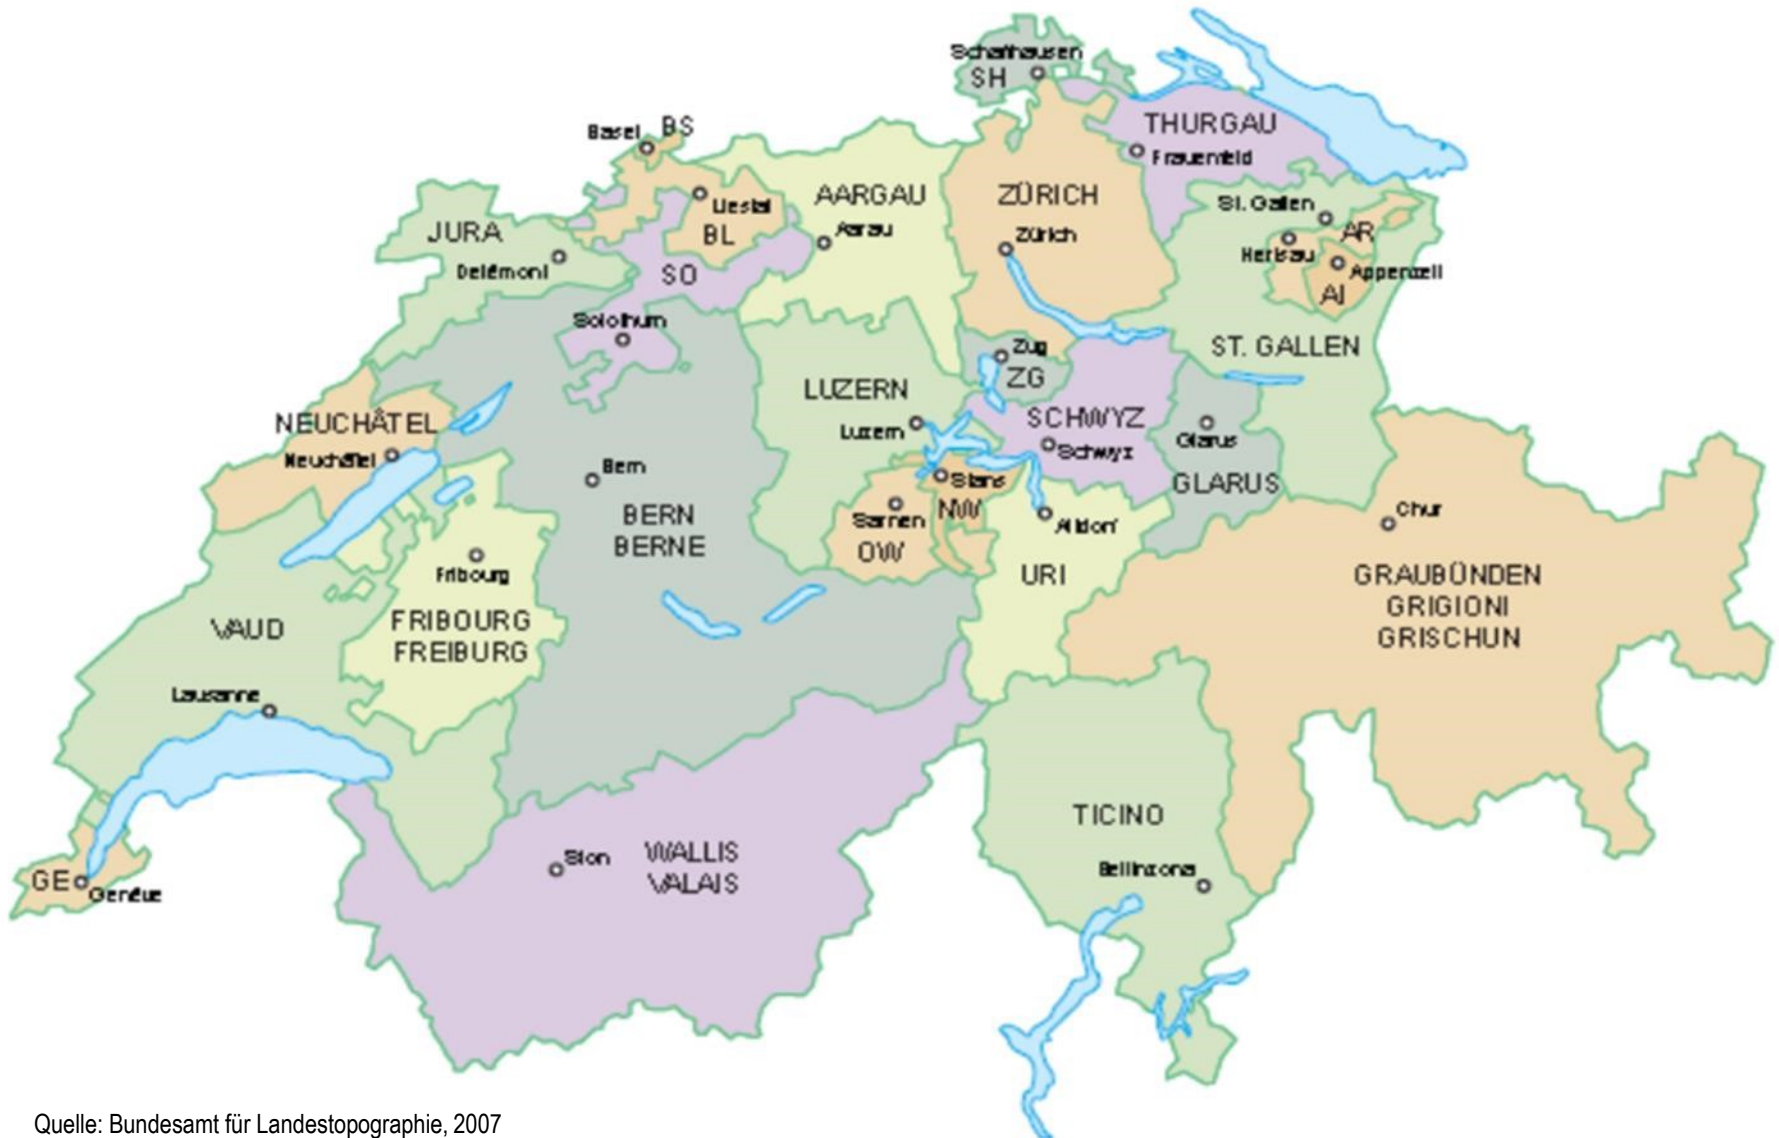 Schaffhausen
SH
BS
Basel
THURGAU
Frauenfeld
AARGAU
ZÜRICH
Liestal
St. Gallen
JURA
BL
Aarau
Zürich
AR
Herisau
Delémont
SO
Appenzell
AI
Solothurn
Zug
ST. GALLEN
ZG
LUZERN
NEUCHÂTEL
SCHWYZ
Luzern
Glarus
Neuchâtel
Schwyz
Bern
Stans
GLARUS
BERN
BERNE
Sarnen
NW
Altdorf
Chur
OW
Fribourg
URI
GRAUBÜNDEN
GRIGIONI
GRISCHUN
VAUD
FRIBOURG
FREIBURG
Lausanne
TICINO
Sion
WALLIS
VALAIS
Bellinzona
GE
Genève
Quelle: Bundesamt für Landestopographie, 2007